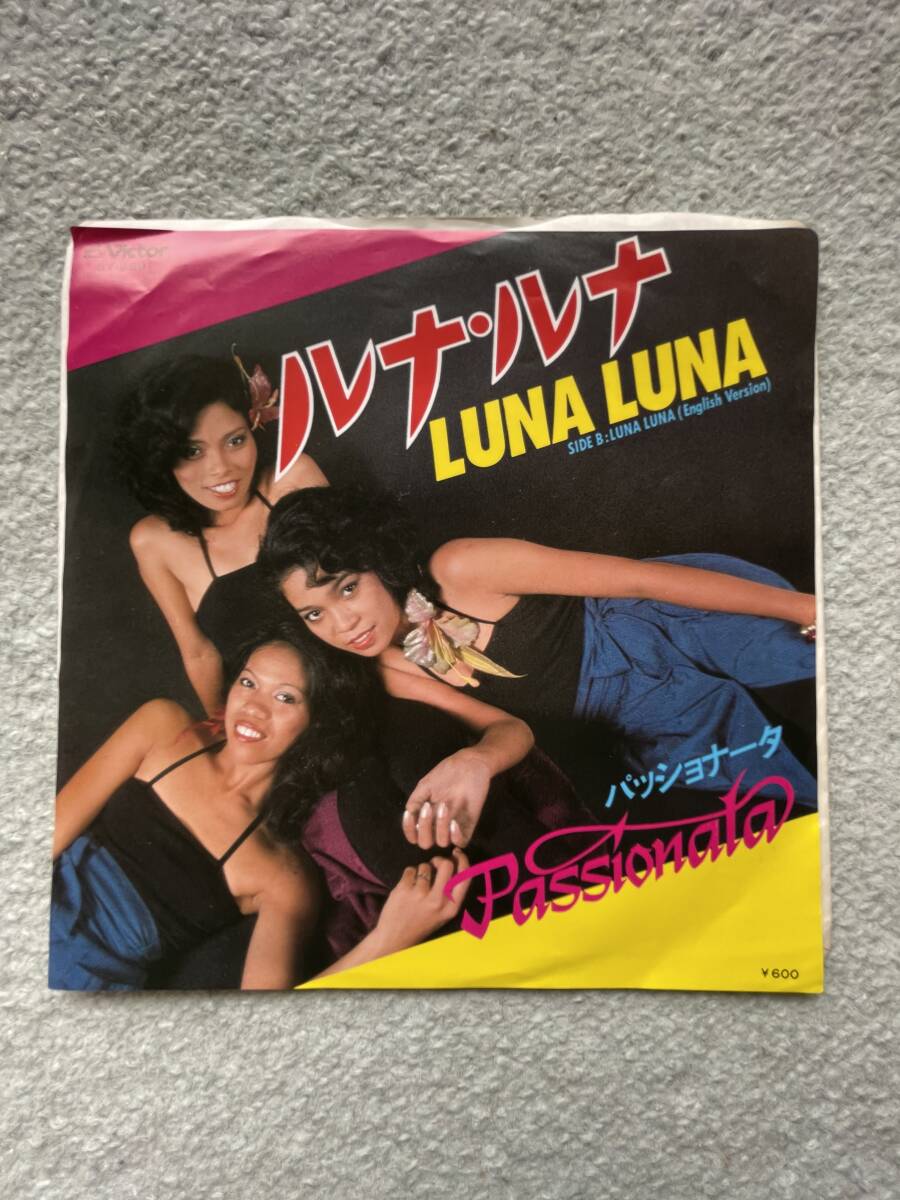 Victor
ルナ・ルナ
LUNA LUNA
SIDE B: LUNA LUNA (English Version)
パッショナータ
Passionata
¥600